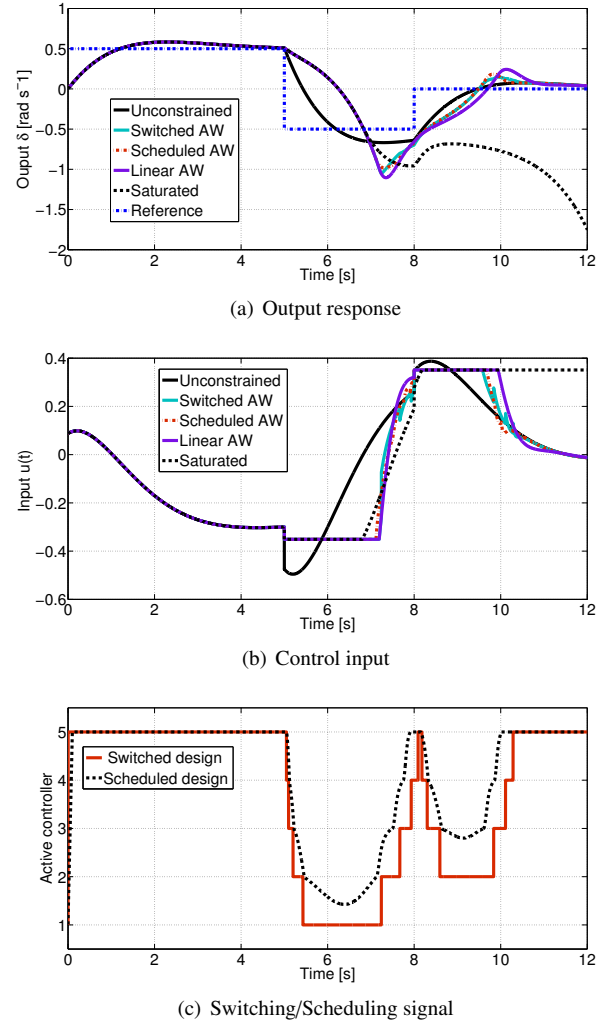 1
0.5
0
−0.5
−1
−1.5
−2
Ouput δ [rad s−1]
Unconstrained
Switched AW
Scheduled AW
Linear AW
Saturated
Reference
0 2 4 6 8 10 12
Time [s]
(a) Output response
0.4
0.2
0
−0.2
−0.4
−0.6
Input u(t)
Unconstrained
Switched AW
Scheduled AW
Linear AW
Saturated
0 2 4 6 8 10 12
Time [s]
(b) Control input
5
4
3
2
1
Active controller
Switched design
Scheduled design
0 2 4 6 8 10 12
Time [s]
(c) Switching/Scheduling signal